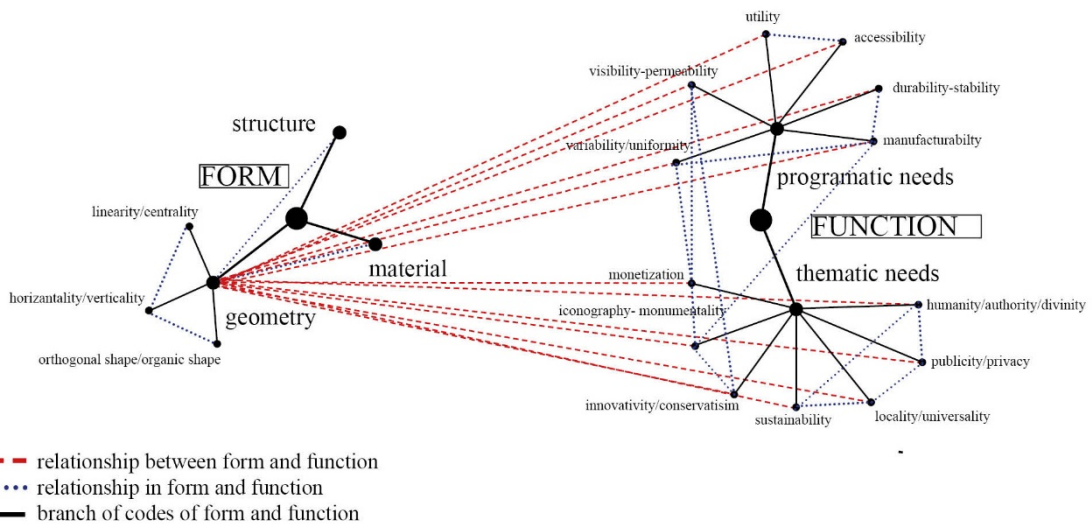 utility
accessibility
visibility-permeability
durability-stability
structure
variability/uniformity
manufacturabilty
FORM
programatic needs
linearity/centrality
FUNCTION
material
monetization
thematic needs
horizantality/verticality
geometry
iconography- monumentality
humanity/authority/divinity
orthogonal shape/organic shape
publicity/privacy
innovativity/conservatisim
sustainability
locality/universality
relationship between form and function
relationship in form and function
branch of codes of form and function